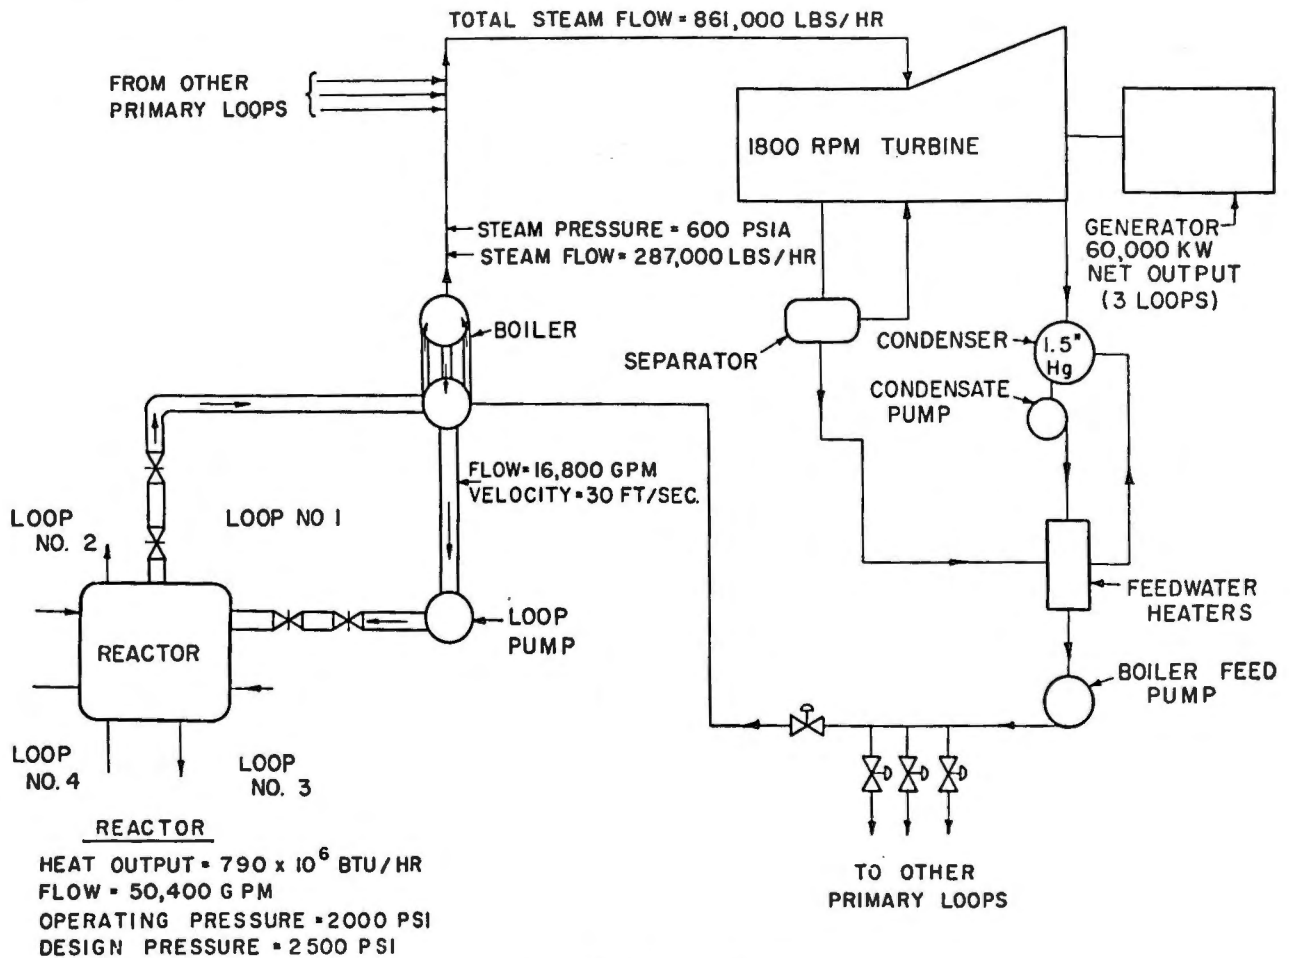 TOTAL STEAM FLOW = 861,000 LBS/HR
FROM OTHER
PRIMARY LOOPS
1800 RPM TURBINE
STEAM PRESSURE = 600 PSIA
STEAM FLOW = 287,000 LBS/HR
GENERATOR
60,000 KW
NET OUTPUT
(3 LOOPS)
BOILER
SEPARATOR
CONDENSER
1.5"
Hg
CONDENSATE
PUMP
FLOW = 16,800 GPM
VELOCITY = 30 FT/SEC.
LOOP
NO. 2
LOOP NO 1
FEEDWATER
HEATERS
LOOP
PUMP
REACTOR
BOILER FEED
PUMP
LOOP
NO. 4
LOOP
NO. 3
REACTOR
HEAT OUTPUT = 790 x 10⁶ BTU/HR
FLOW = 50,400 GPM
OPERATING PRESSURE = 2000 PSI
DESIGN PRESSURE = 2500 PSI
TO OTHER
PRIMARY LOOPS